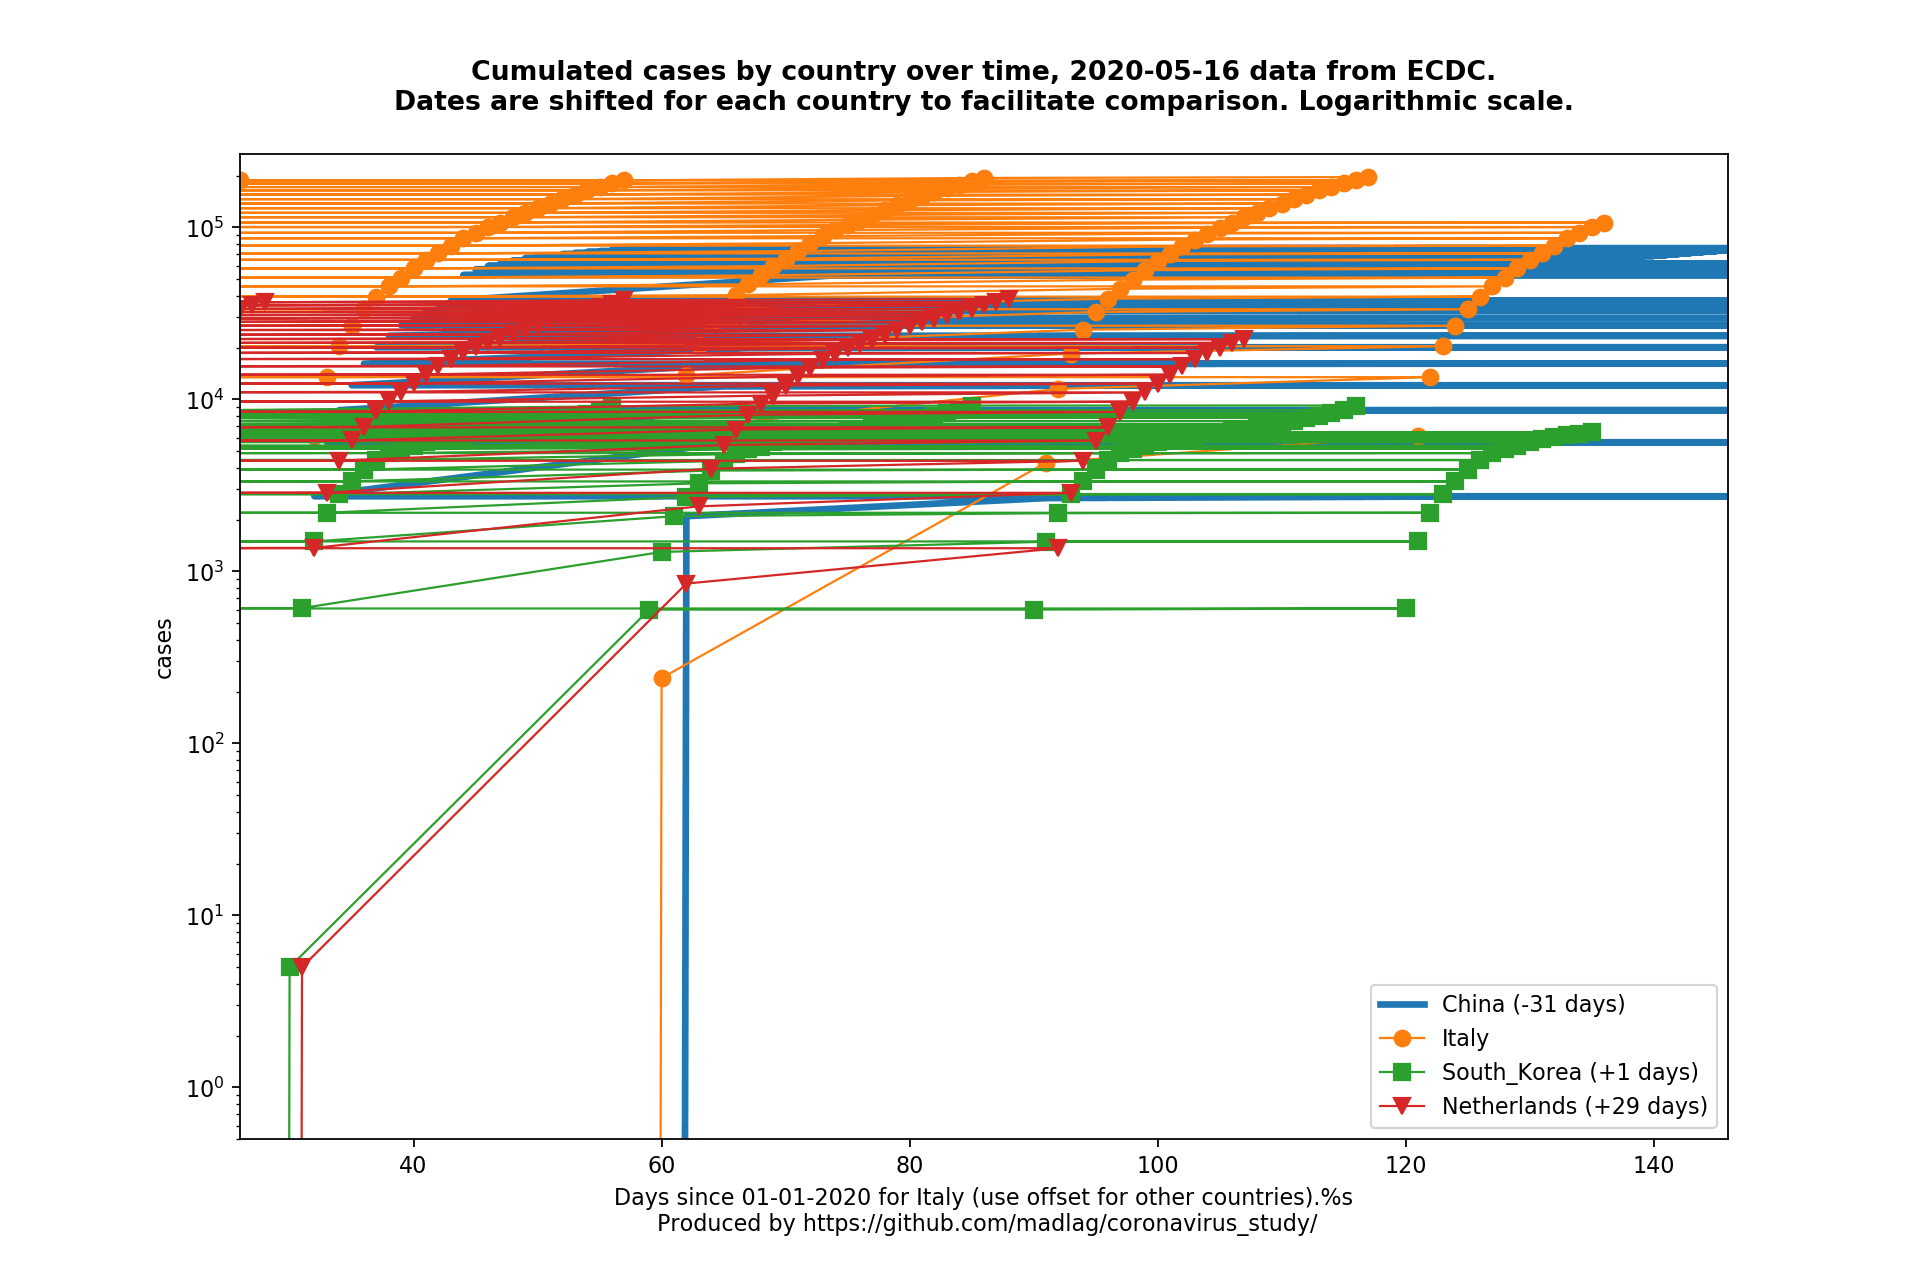 Cumulated cases by country over time, 2020-05-16 data from ECDC.
Dates are shifted for each country to facilitate comparison. Logarithmic scale.
10^5
10^4
10^3
10^2
10^1
10^0
cases
China (-31 days)
Italy
South_Korea (+1 days)
Netherlands (+29 days)
40 60 80 100 120 140
Days since 01-01-2020 for Italy (use offset for other countries).%s
Produced by https://github.com/madlag/coronavirus_study/